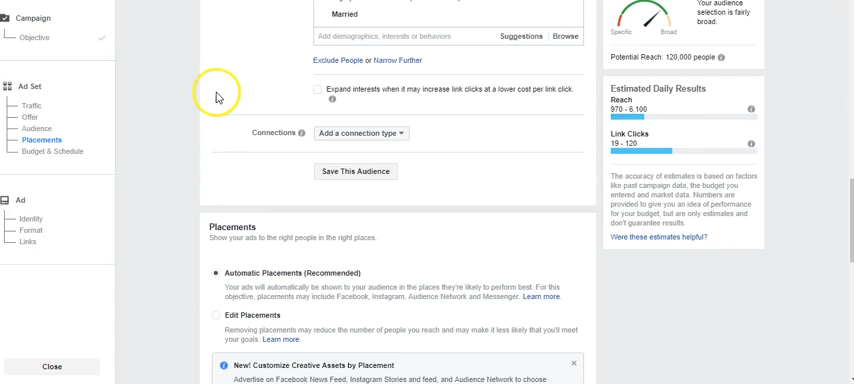 Campaign
Objective
Ad Set
Traffic
Offer
Audience
Placements
Budget & Schedule
Ad
Identity
Format
Links
Close
Married
Add demographics, interests or behaviors
Suggestions
Browse
Exclude People or Narrow Further
Expand interests when it may increase link clicks at a lower cost per link click.
Connections
Add a connection type
Save This Audience
Placements
Show your ads to the right people in the right places.
Automatic Placements (Recommended)
Your ads will automatically be shown to your audience in the places they're likely to perform best. For this
objective, placements may include Facebook, Instagram, Audience Network and Messenger. Learn more.
Edit Placements
Removing placements may reduce the number of people you reach and may make it less likely that you'll meet
your goals. Learn more.
New! Customize Creative Assets by Placement
Advertise on Facebook News Feed, Instagram Stories and feed, and Audience Network to choose
Your audience
selection is fairly
broad.
Specific
Broad
Potential Reach: 120,000 people
Estimated Daily Results
Reach
970 - 6,100
Link Clicks
19 - 120
The accuracy of estimates is based on factors
like past campaign data, the budget you
entered and market data. Numbers are
provided to give you an idea of performance
for your budget, but are only estimates and
don't guarantee results.
Were these estimates helpful?